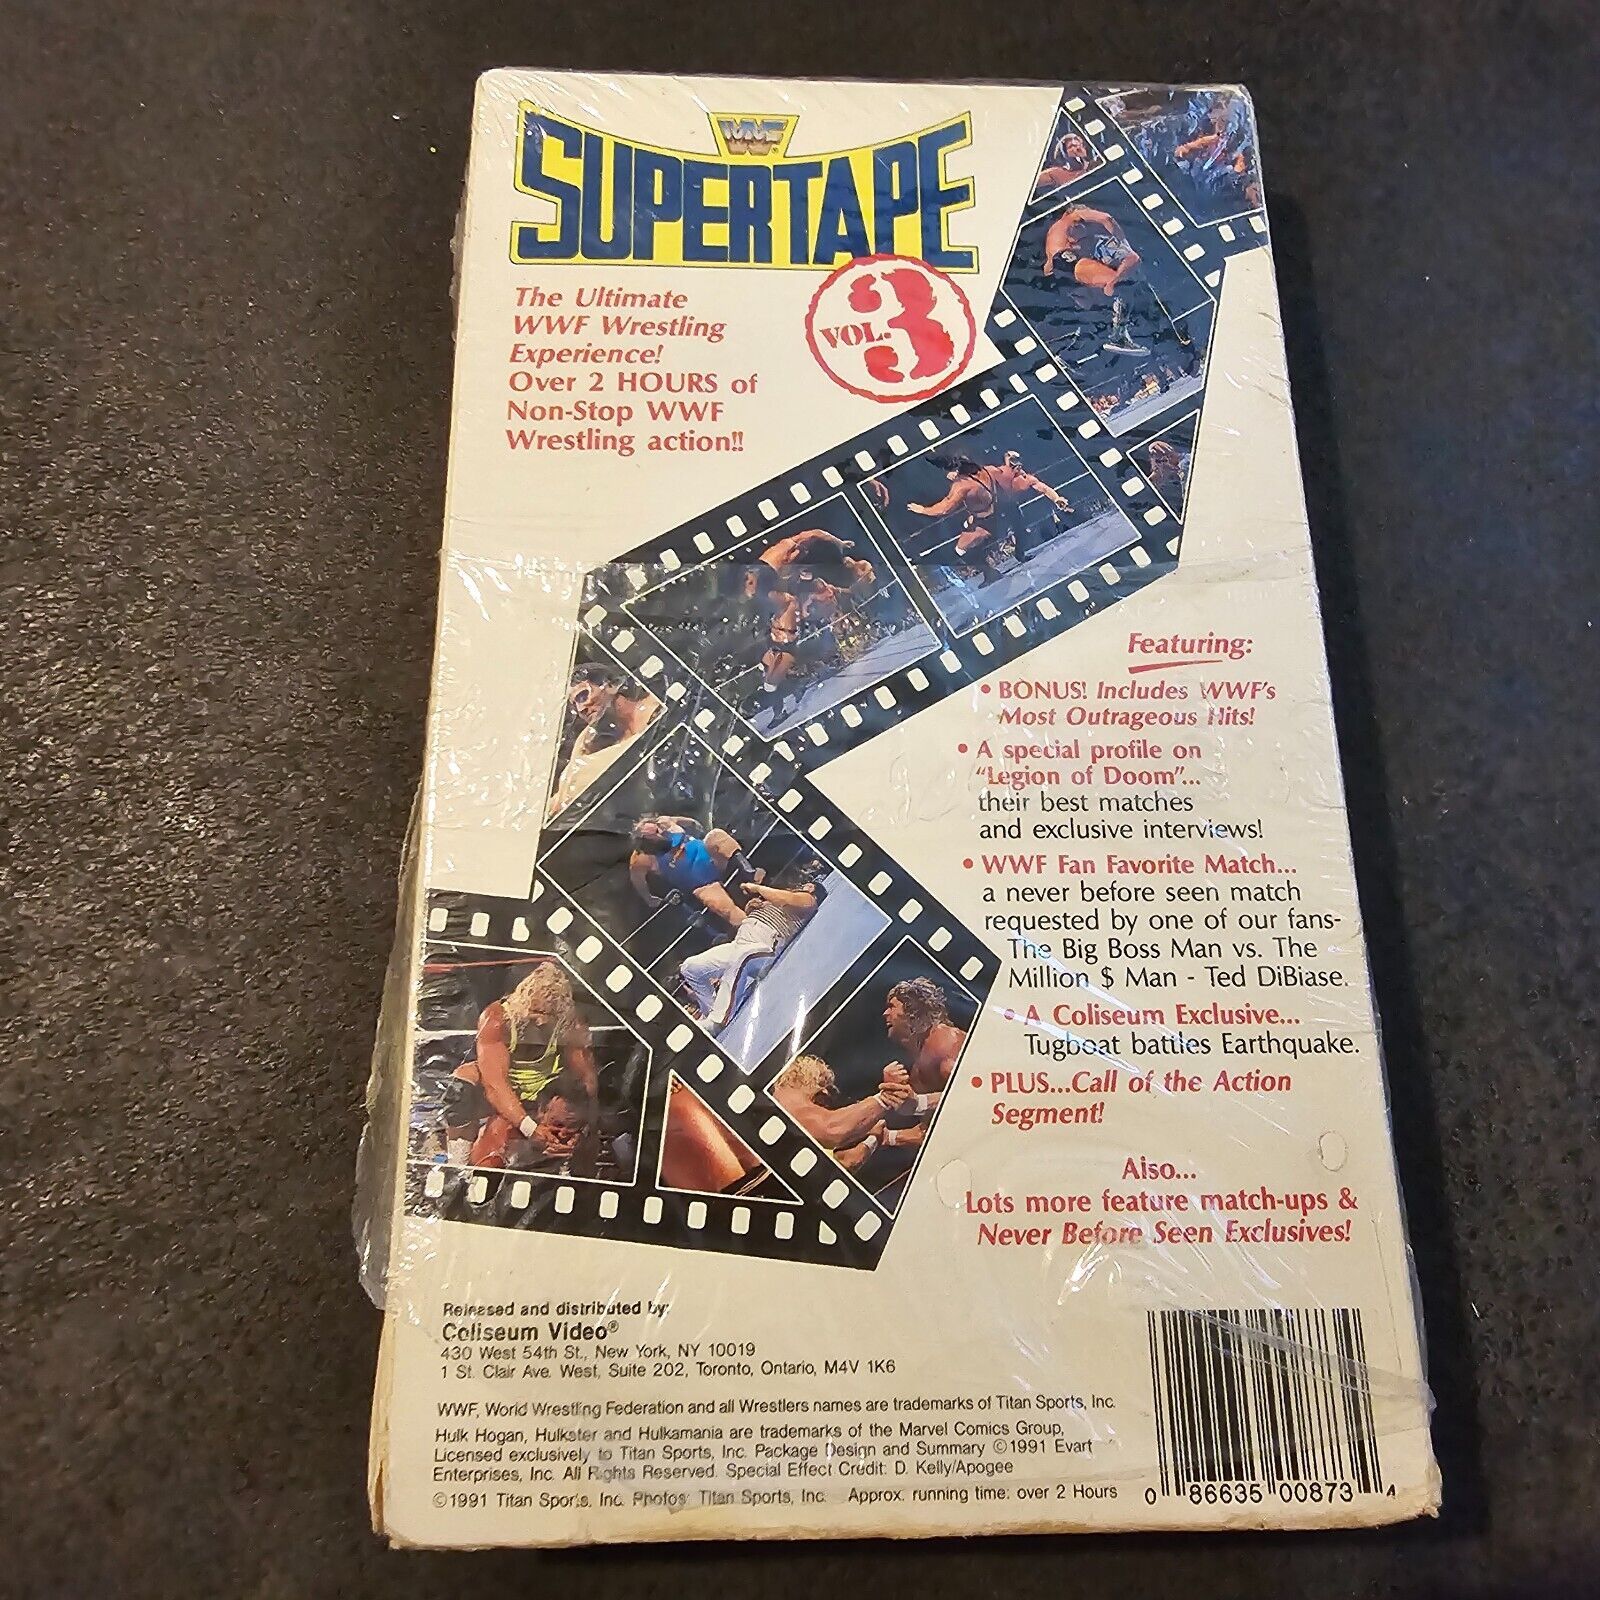 WWF
SUPERTAPE
VOL. 3
The Ultimate
WWF Wrestling
Experience!
Over 2 HOURS of
Non-Stop WWF
Wrestling action!!
Featuring:
• BONUS! Includes WWF's
Most Outrageous Hits!
• A special profile on
"Legion of Doom"...
their best matches
and exclusive interviews!
• WWF Fan Favorite Match...
a never before seen match
requested by one of our fans-
The Big Boss Man vs. The
Million $ Man - Ted DiBiase.
• A Coliseum Exclusive...
Tugboat battles Earthquake.
• PLUS...Call of the Action
Segment!
Also...
Lots more feature match-ups &
Never Before Seen Exclusives!
Released and distributed by:
Coliseum Video®
430 West 54th St., New York, NY 10019
1 St. Clair Ave. West, Suite 202, Toronto, Ontario, M4V 1K6
WWF, World Wrestling Federation and all Wrestlers names are trademarks of Titan Sports, Inc.
Hulk Hogan, Hulkster and Hulkamania are trademarks of the Marvel Comics Group,
Licensed exclusively to Titan Sports, Inc. Package Design and Summary ©1991 Evart
Enterprises, Inc. All Rights Reserved. Special Effect Credit: D. Kelly/Apogee
©1991 Titan Sports, Inc. Photos: Titan Sports, Inc. Approx. running time: over 2 Hours
0 86635 00873 4